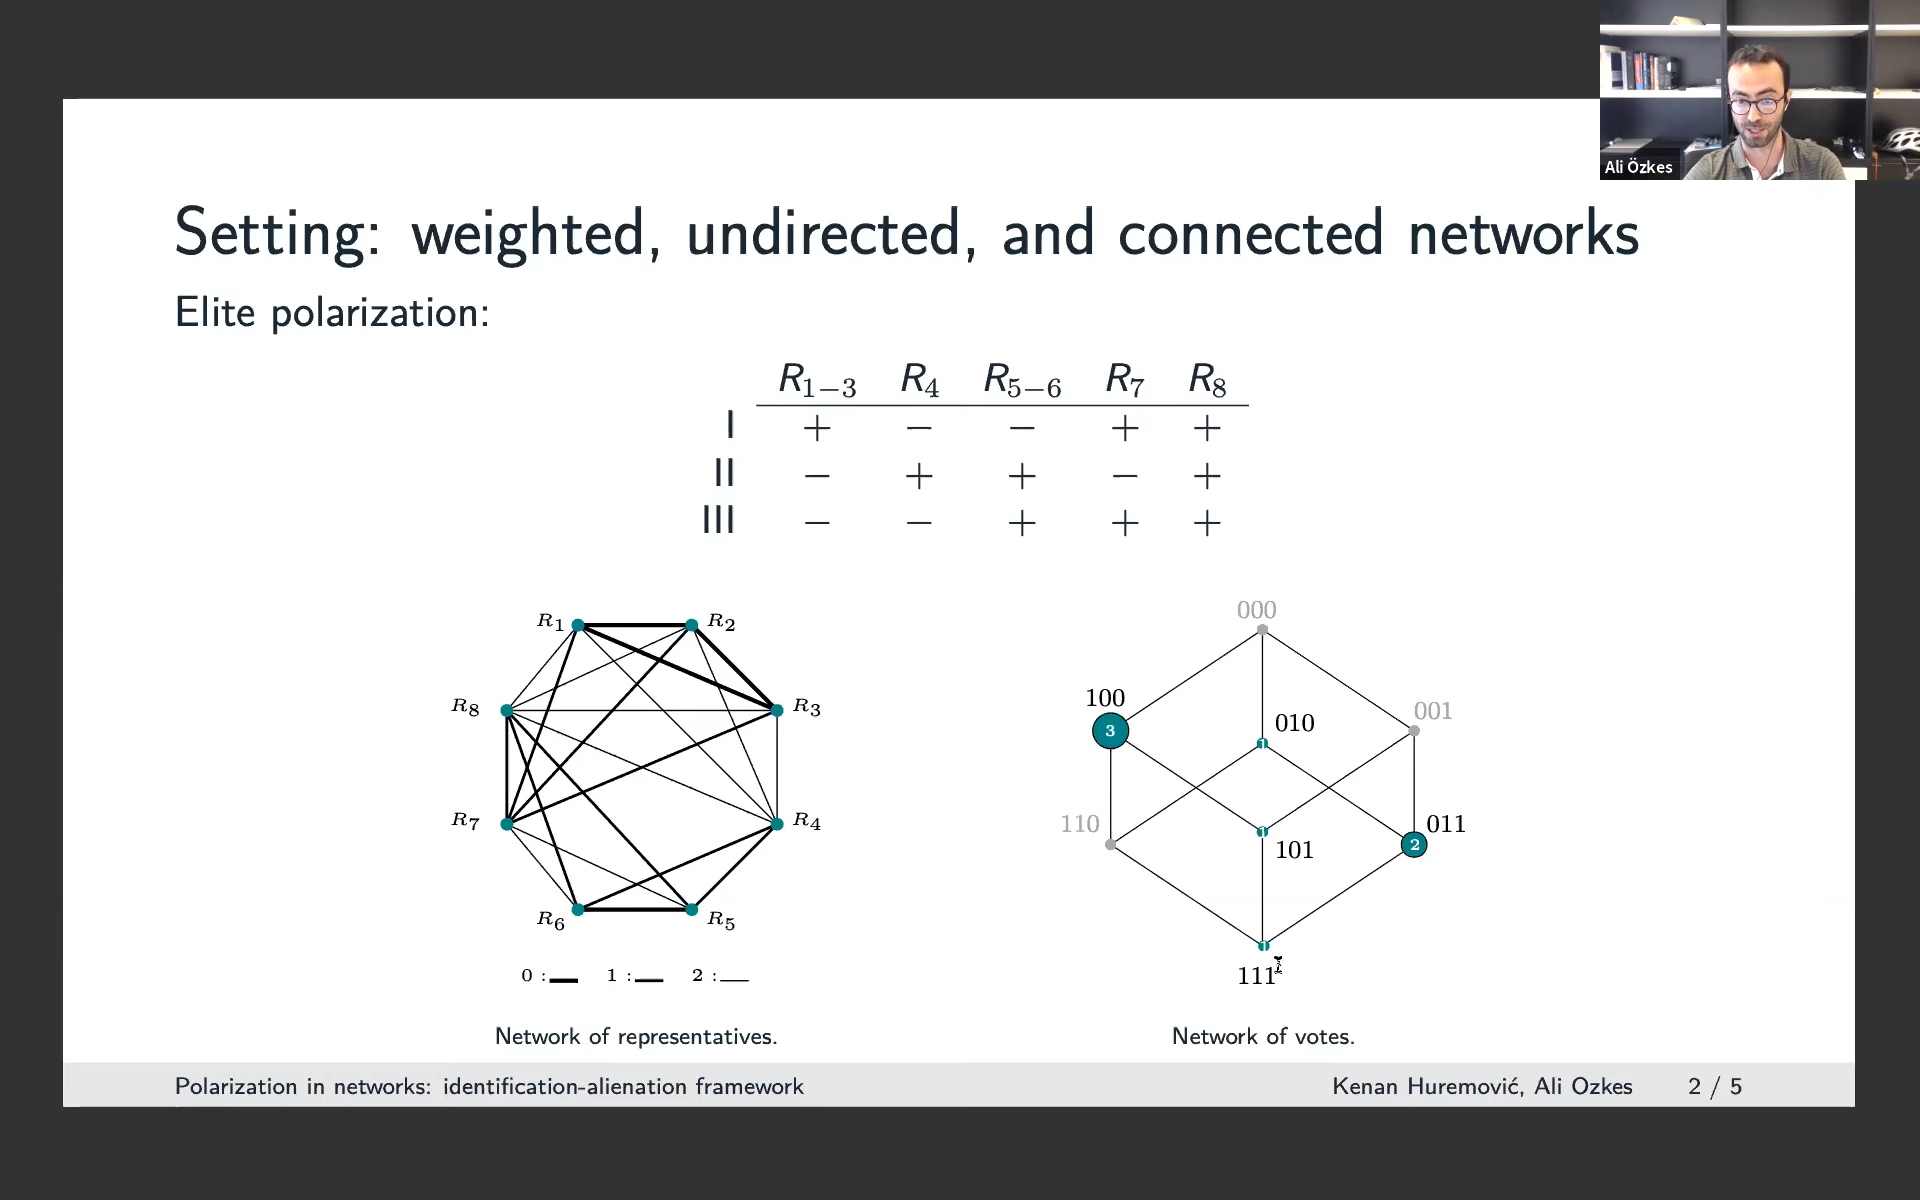 Ali Özkes
Setting: weighted, undirected, and connected networks
Elite polarization:
R1−3 R4 R5−6 R7 R8
I + − − + +
II − + + − +
III − − + + +
R1 R2
R8 R3
R7 R4
R6 R5
0 : 1 : 2 :
Network of representatives.
000
100
3
010
1
001
110
1
101
011
2
1
111
Network of votes.
Polarization in networks: identification-alienation framework
Kenan Huremović, Ali Ozkes 2 / 5